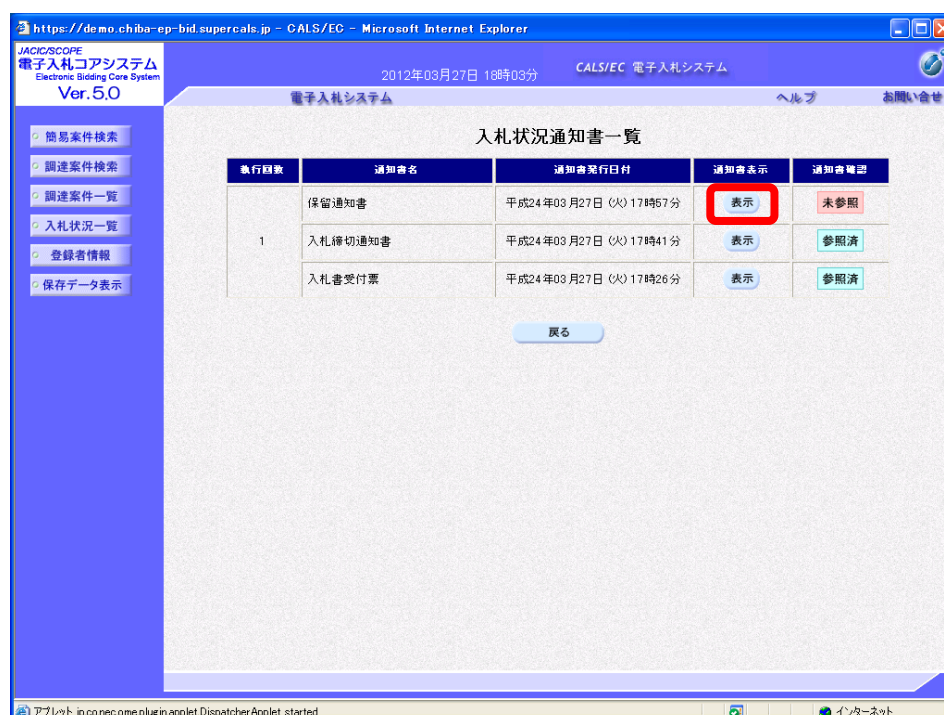 https://demo.chiba-ep-bid.supercals.jp - CALS/EC - Microsoft Internet Explorer
JACIC/SCOPE
電子入札コアシステム
Electronic Bidding Core System
Ver.5.0
2012年03月27日 18時03分
CALS/EC 電子入札システム
電子入札システム
ヘルプ
お問い合せ
簡易案件検索
調達案件検索
調達案件一覧
入札状況一覧
登録者情報
保存データ表示
入札状況通知書一覧
執行回数 通知書名 通知書発行日付 通知書表示 通知書確認
保留通知書 平成24年03月27日 (火) 17時57分 表示 未参照
1 入札締切通知書 平成24年03月27日 (火) 17時41分 表示 参照済
入札書受付票 平成24年03月27日 (火) 17時26分 表示 参照済
戻る
アプレット jp.co.nec.ome.plugin.applet.DispatcherApplet started
インターネット